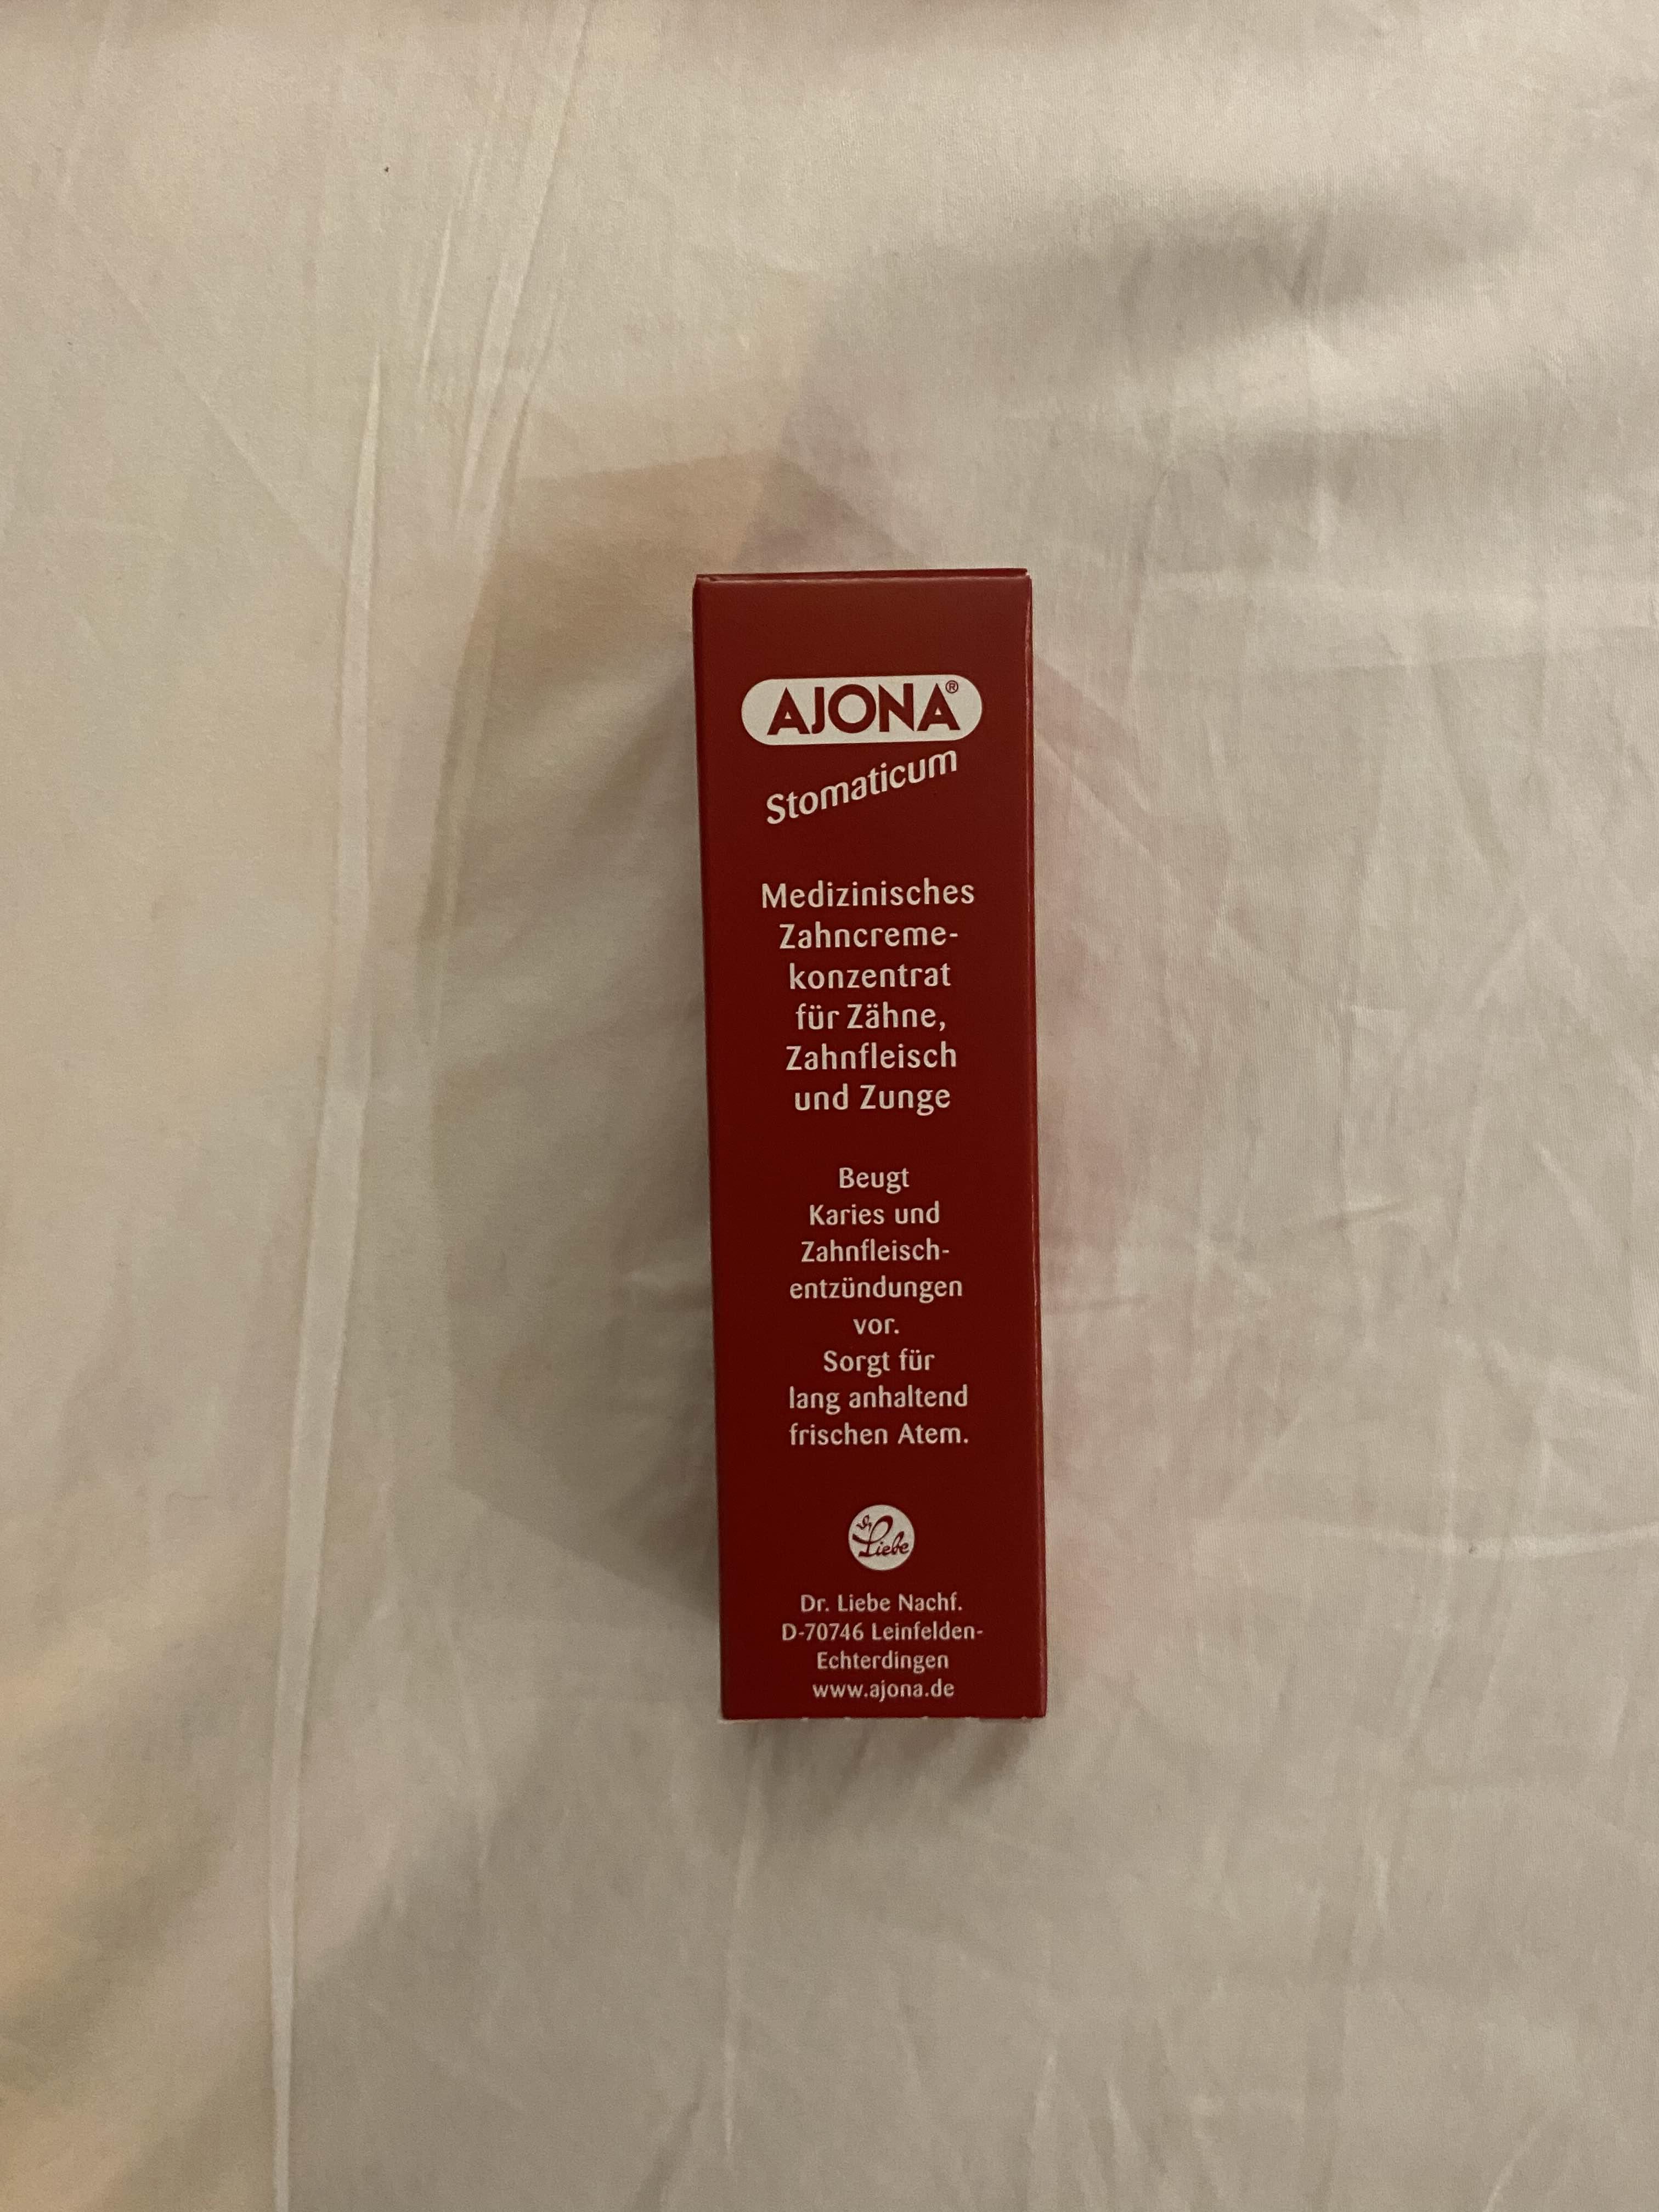 AJONA®
Stomaticum
Medizinisches
Zahncreme-
konzentrat
für Zähne,
Zahnfleisch
und Zunge
Beugt
Karies und
Zahnfleisch-
entzündungen
vor.
Sorgt für
lang anhaltend
frischen Atem.
Dr. Liebe
Dr. Liebe Nachf.
D-70746 Leinfelden-
Echterdingen
www.ajona.de